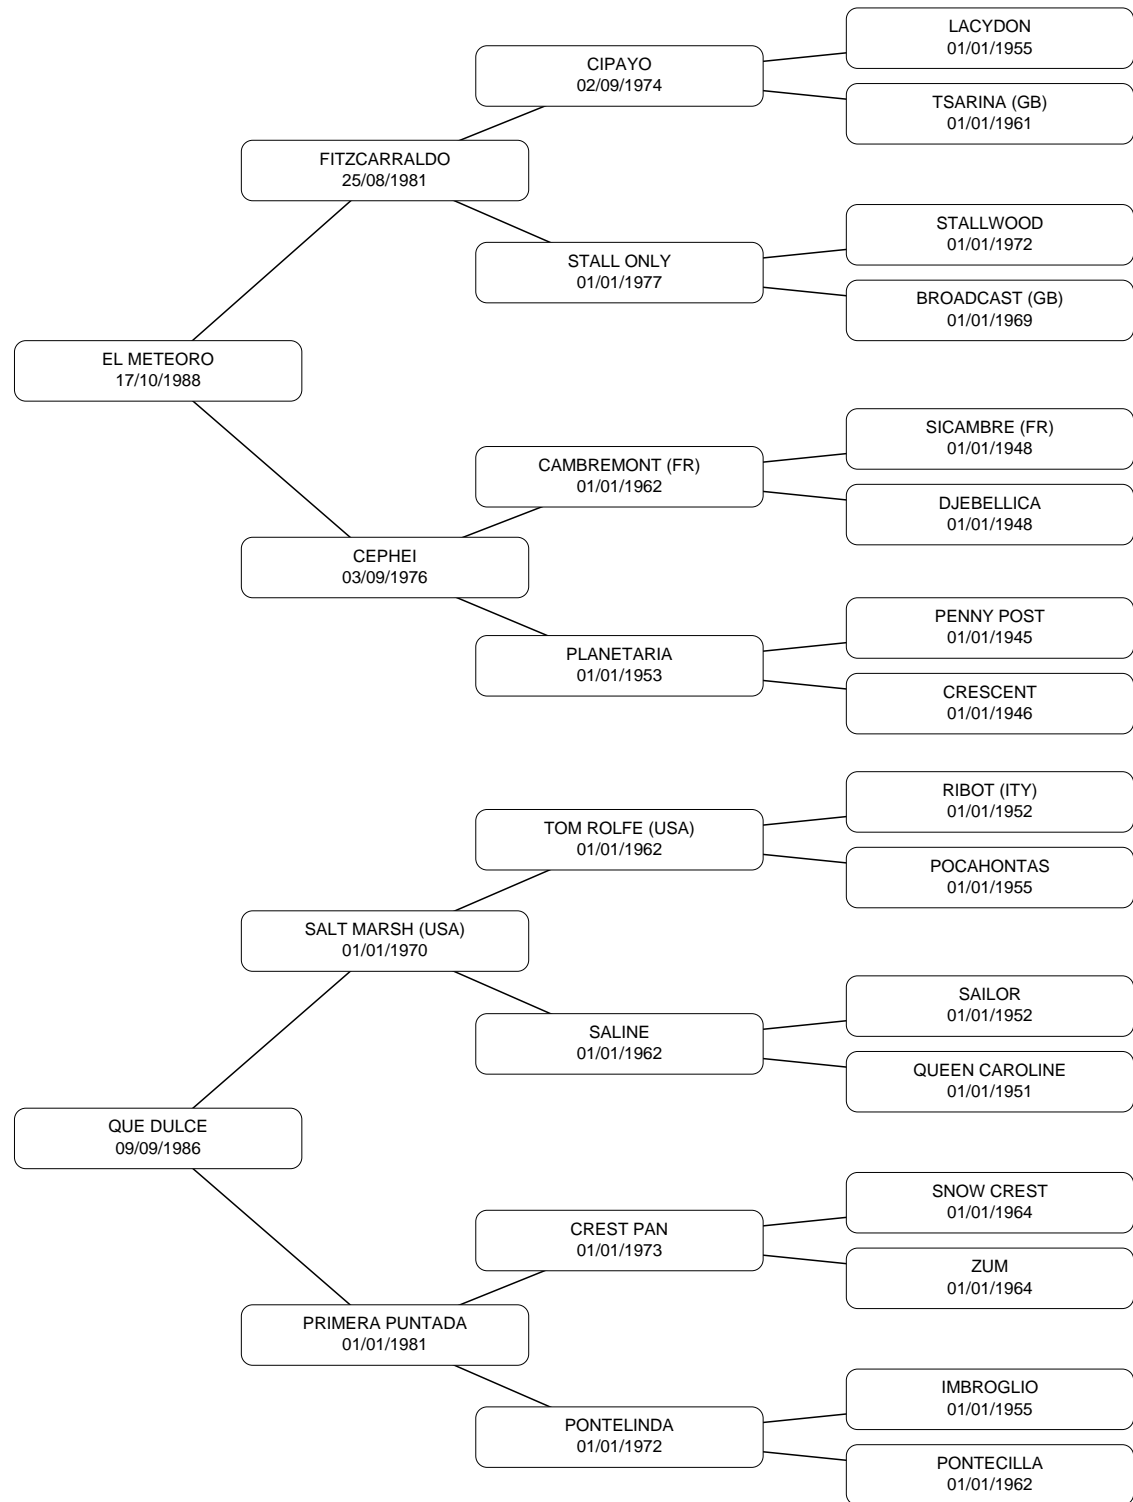 LACYDON
01/01/1955
CIPAYO
02/09/1974
TSARINA (GB)
01/01/1961
FITZCARRALDO
25/08/1981
STALLWOOD
01/01/1972
STALL ONLY
01/01/1977
BROADCAST (GB)
01/01/1969
EL METEORO
17/10/1988
SICAMBRE (FR)
01/01/1948
CAMBREMONT (FR)
01/01/1962
DJEBELLICA
01/01/1948
CEPHEI
03/09/1976
PENNY POST
01/01/1945
PLANETARIA
01/01/1953
CRESCENT
01/01/1946
RIBOT (ITY)
01/01/1952
TOM ROLFE (USA)
01/01/1962
POCAHONTAS
01/01/1955
SALT MARSH (USA)
01/01/1970
SAILOR
01/01/1952
SALINE
01/01/1962
QUEEN CAROLINE
01/01/1951
QUE DULCE
09/09/1986
SNOW CREST
01/01/1964
CREST PAN
01/01/1973
ZUM
01/01/1964
PRIMERA PUNTADA
01/01/1981
IMBROGLIO
01/01/1955
PONTELINDA
01/01/1972
PONTECILLA
01/01/1962